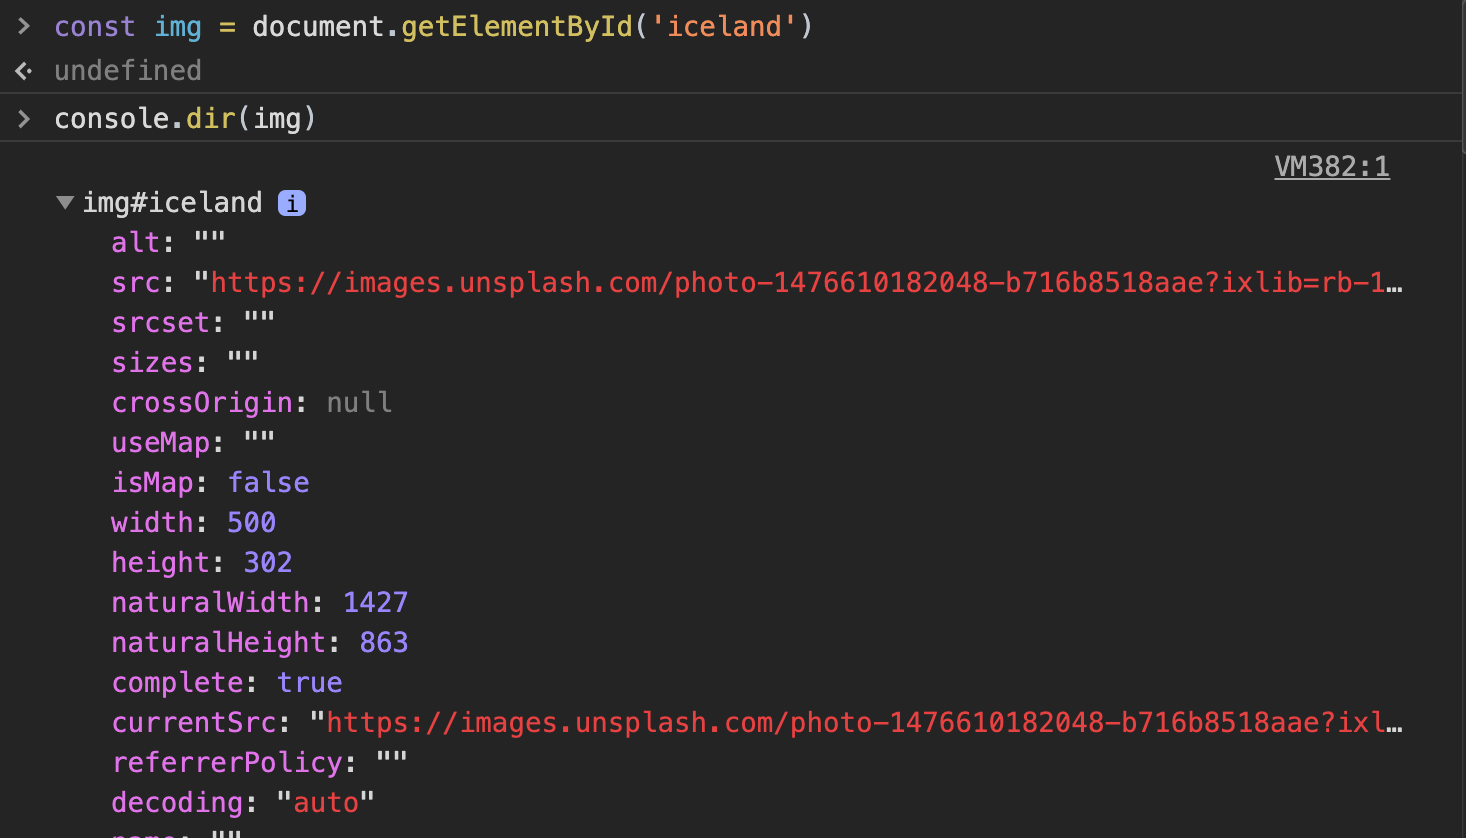 > const img = document.getElementById('iceland')
undefined
> console.dir(img)
VM382:1
▼ img#iceland i
alt: ""
src: "https://images.unsplash.com/photo-1476610182048-b716b8518aae?ixlib=rb-1…
srcset: ""
sizes: ""
crossOrigin: null
useMap: ""
isMap: false
width: 500
height: 302
naturalWidth: 1427
naturalHeight: 863
complete: true
currentSrc: "https://images.unsplash.com/photo-1476610182048-b716b8518aae?ixl…
referrerPolicy: ""
decoding: "auto"